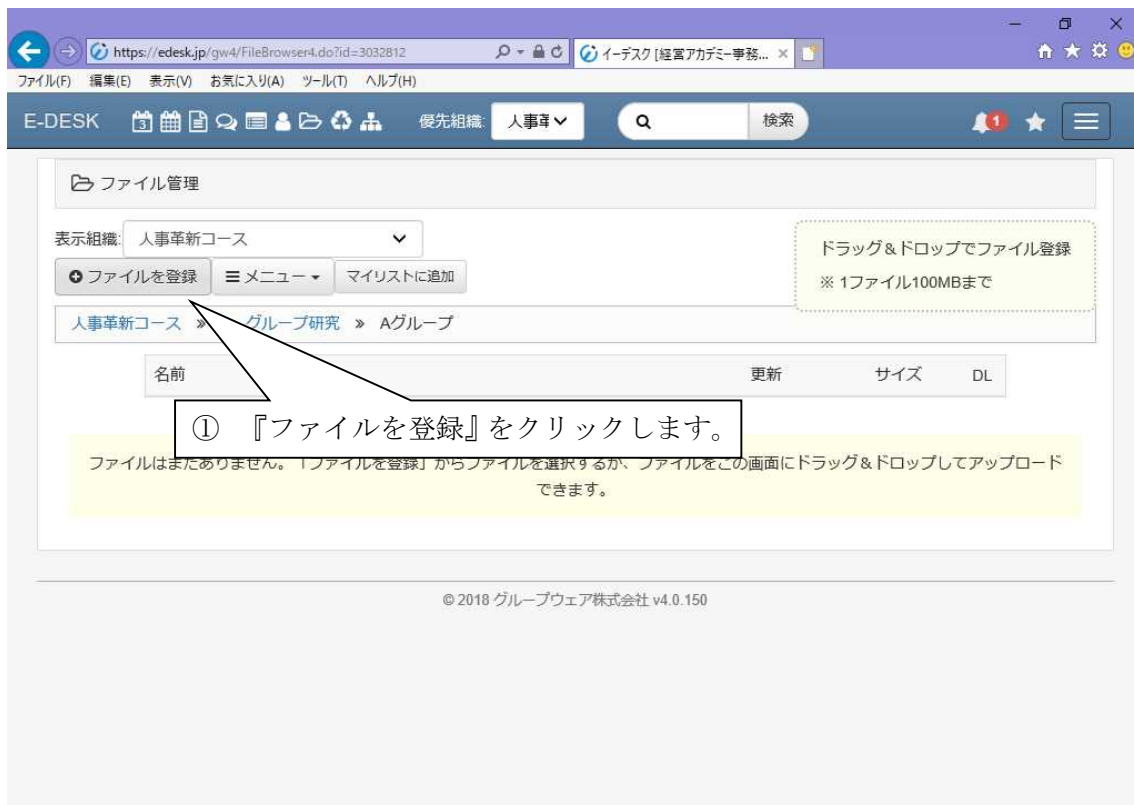 https://edesk.jp/gw4/FileBrowser4.do?id=3032812
イーデスク [経営アカデミー事務...
ファイル(F) 編集(E) 表示(V) お気に入り(A) ツール(T) ヘルプ(H)
E-DESK 3 優先組織: 人事革 検索 1
ファイル管理
表示組織: 人事革新コース
ドラッグ＆ドロップでファイル登録
※ 1ファイル100MBまで
ファイルを登録 メニュー マイリストに追加
人事革新コース » グループ研究 » Aグループ
名前 更新 サイズ DL
① 『ファイルを登録』をクリックします。
ファイルはまだありません。「ファイルを登録」からファイルを選択するか、ファイルをこの画面にドラッグ＆ドロップしてアップロード
できます。
© 2018 グループウェア株式会社 v4.0.150